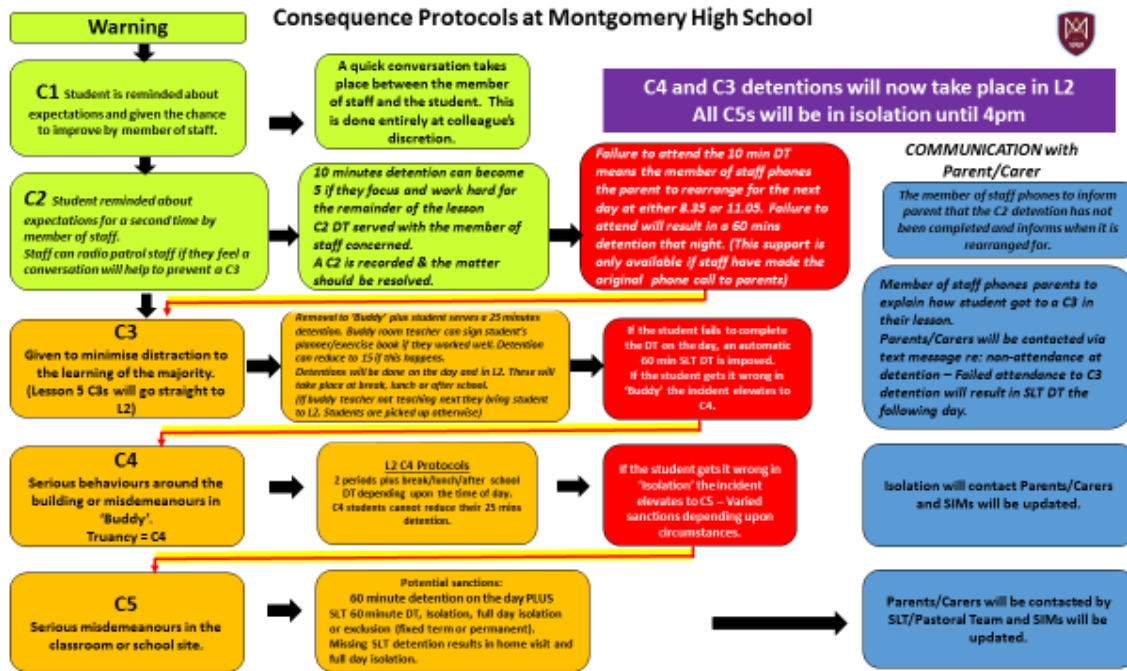 Consequence Protocols at Montgomery High School
Warning
C1 Student is reminded about
expectations and given the chance
to improve by member of staff.
A quick conversation takes
place between the member
of staff and the student. This
is done entirely at colleague's
discretion.
C4 and C3 detentions will now take place in L2
All C5s will be in isolation until 4pm
C2 Student reminded about
expectations for a second time by
member of staff.
Staff can radio patrol staff if they feel a
conversation will help to prevent a C3
10 minutes detention can become
5 if they focus and work hard for
the remainder of the lesson
C2 DT served with the member of
staff concerned.
A C2 is recorded & the matter
should be resolved.
Failure to attend the 10 min DT
means the member of staff phones
the parent to rearrange for the next
day at either 8.35 or 11.05. Failure to
attend will result in a 60 mins
detention that night. (This support is
only available if staff have made the
original phone call to parents)
COMMUNICATION with
Parent/Carer
The member of staff phones to inform
parent that the C2 detention has not
been completed and informs when it is
rearranged for.
C3
Given to minimise distraction to
the learning of the majority.
(Lesson 5 C3s will go straight to
L2)
Removal to 'Buddy' plus student serves a 25 minutes
detention. Buddy room teacher can sign student's
planner/exercise book if they worked well. Detention
can reduce to 15 if this happens.
Detentions will be done on the day and in L2. These will
take place at break, lunch or after school.
(If buddy teacher not teaching next they bring student
to L2. Students are picked up otherwise)
If the student fails to complete
the DT on the day, an automatic
60 min SLT DT is imposed.
If the student gets it wrong in
'Buddy' the incident elevates to
C4.
Member of staff phones parents to
explain how student got to a C3 in
their lesson.
Parents/Carers will be contacted via
text message re: non-attendance at
detention – Failed attendance to C3
detention will result in SLT DT the
following day.
C4
Serious behaviours around the
building or misdemeanours in
'Buddy'.
Truancy = C4
L2 C4 Protocols
2 periods plus break/lunch/after school
DT depending upon the time of day.
C4 students cannot reduce their 25 mins
detention.
If the student gets it wrong in
'Isolation' the incident
elevates to C5 – Varied
sanctions depending upon
circumstances.
Isolation will contact Parents/Carers
and SIMs will be updated.
C5
Serious misdemeanours in the
classroom or school site.
Potential sanctions:
60 minute detention on the day PLUS
SLT 60 minute DT, Isolation, full day isolation
or exclusion (fixed term or permanent).
Missing SLT detention results in home visit and
full day isolation.
Parents/Carers will be contacted by
SLT/Pastoral Team and SIMs will be
updated.